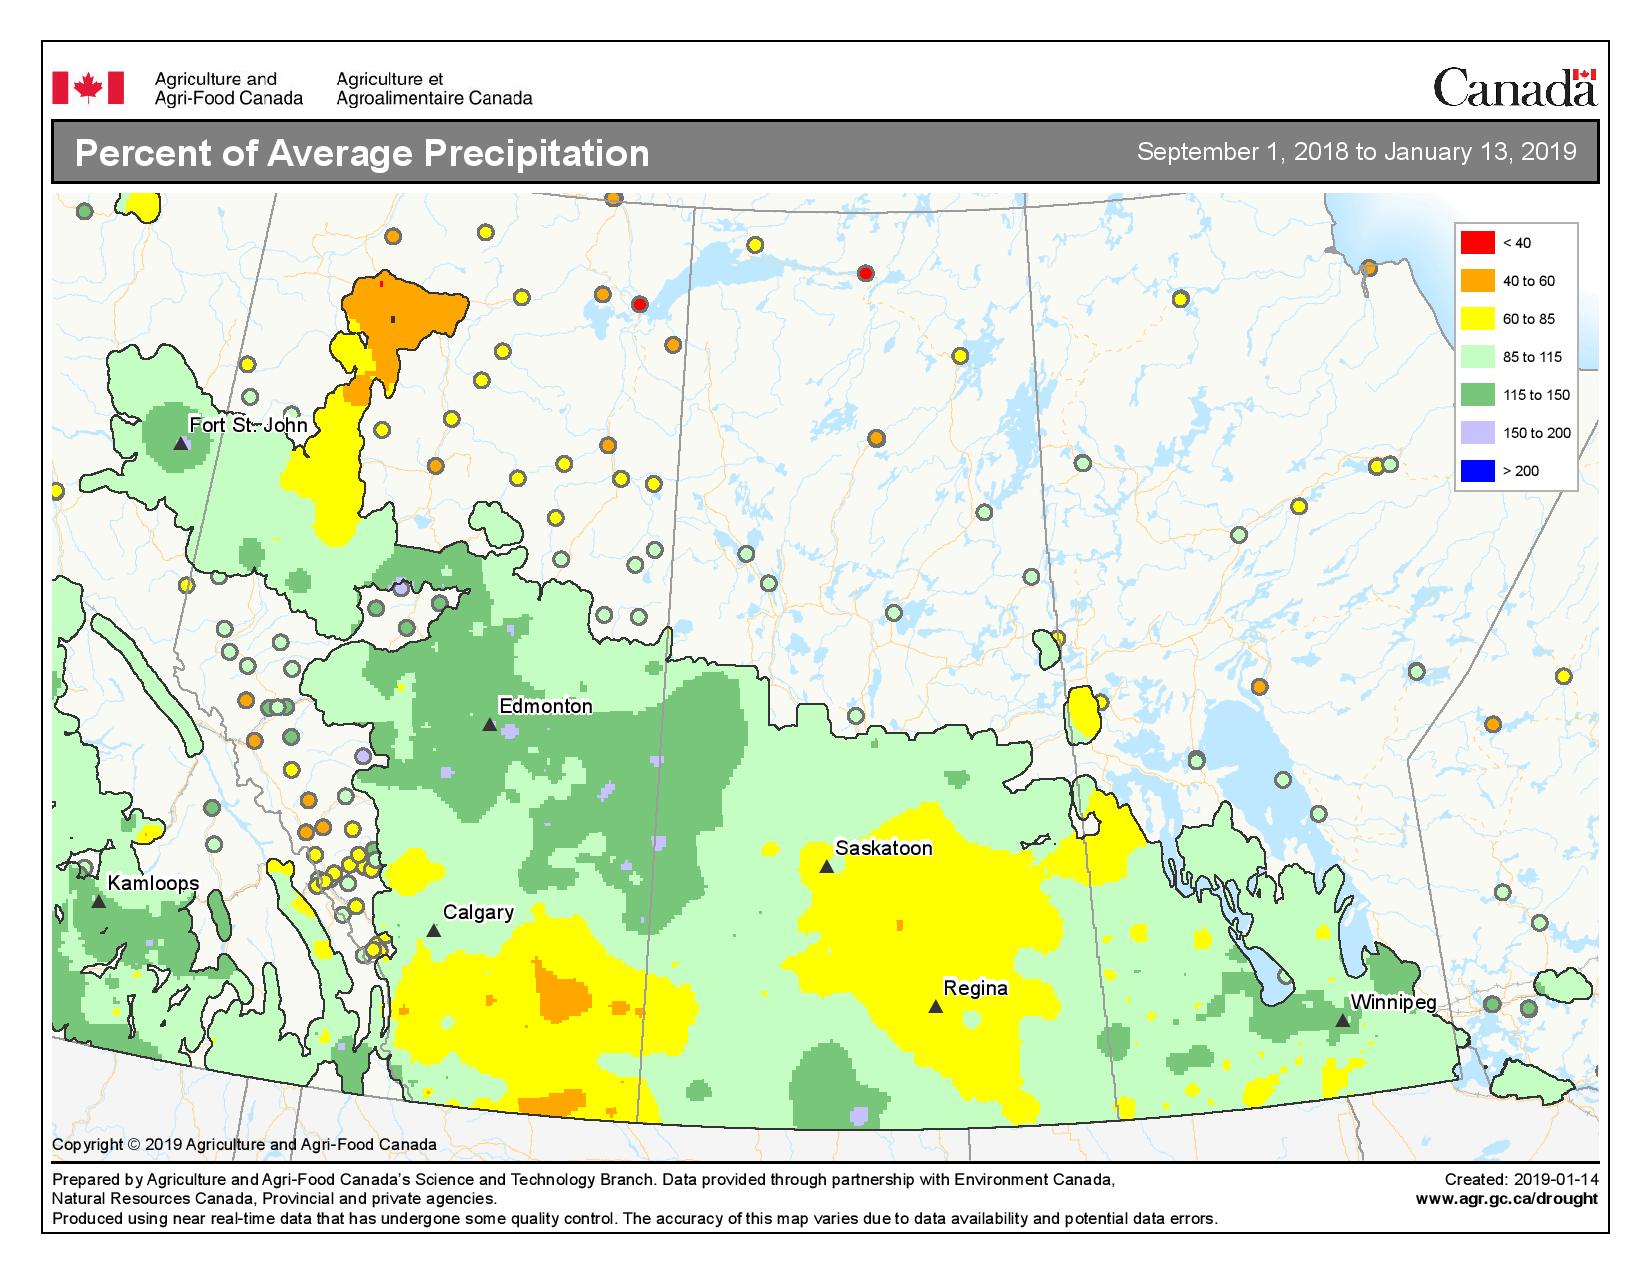 Agriculture and
Agri-Food Canada
Agriculture et
Agroalimentaire Canada
Canada
Percent of Average Precipitation
September 1, 2018 to January 13, 2019
< 40
40 to 60
60 to 85
85 to 115
115 to 150
150 to 200
> 200
Fort St. John
Edmonton
Saskatoon
Kamloops
Calgary
Regina
Winnipeg
Copyright © 2019 Agriculture and Agri-Food Canada
Prepared by Agriculture and Agri-Food Canada's Science and Technology Branch. Data provided through partnership with Environment Canada,
Natural Resources Canada, Provincial and private agencies.
Produced using near real-time data that has undergone some quality control. The accuracy of this map varies due to data availability and potential data errors.
Created: 2019-01-14
www.agr.gc.ca/drought